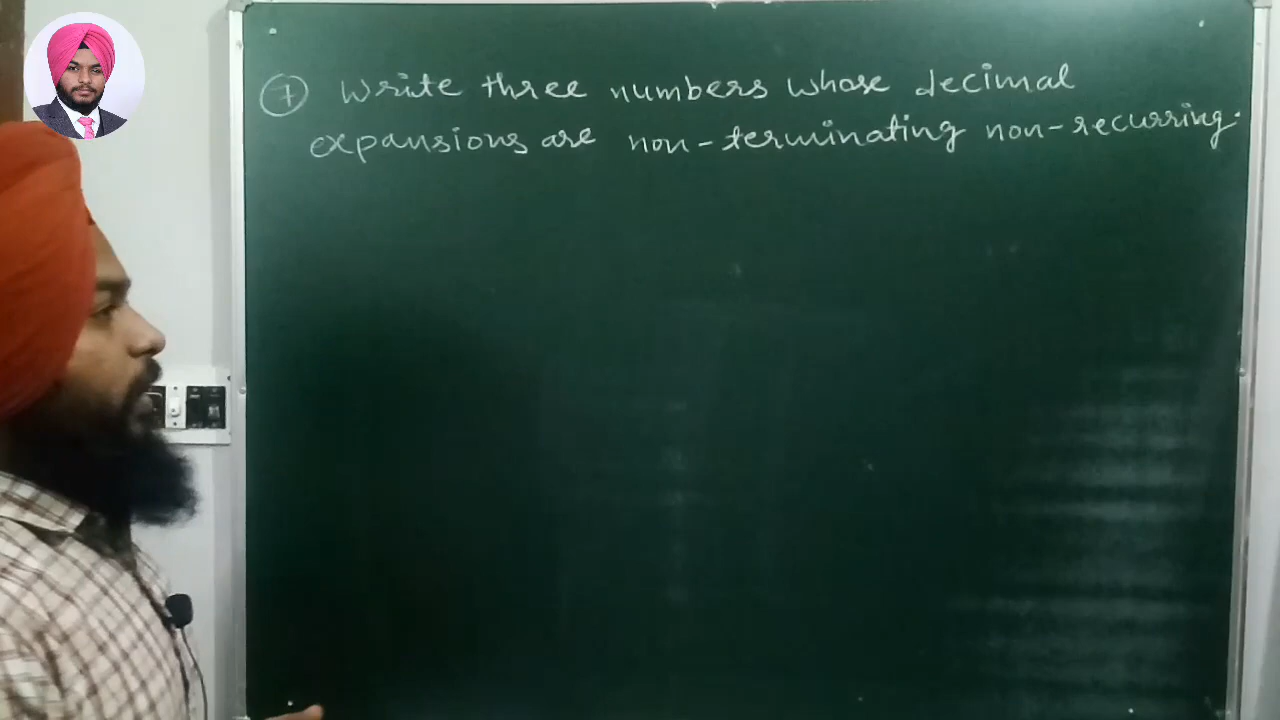 7 Write three numbers whose decimal
expansions are non-terminating non-recurring.